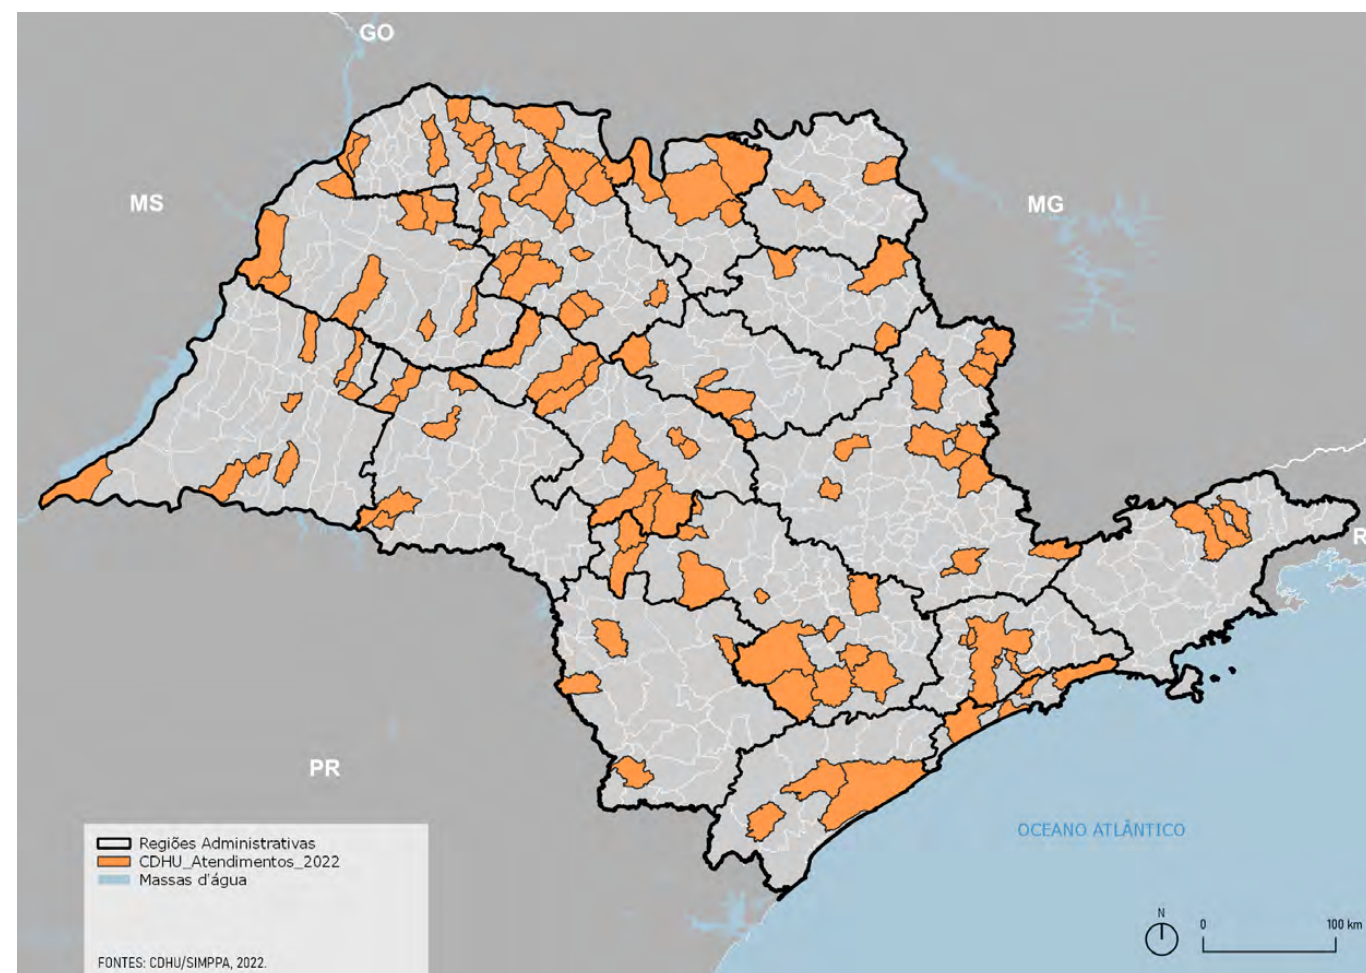 GO
MS
MG
R
PR
OCEANO ATLÂNTICO
Regiões Administrativas
CDHU_Atendimentos_2022
Massas d'água
FONTES: CDHU/SIMPPA, 2022.
N
0 100 km